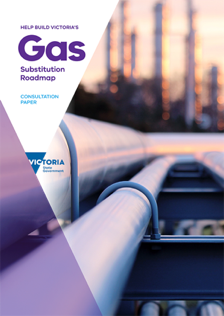 HELP BUILD VICTORIA'S
Gas
Substitution
Roadmap
CONSULTATION
PAPER
VICTORIA
State
Government